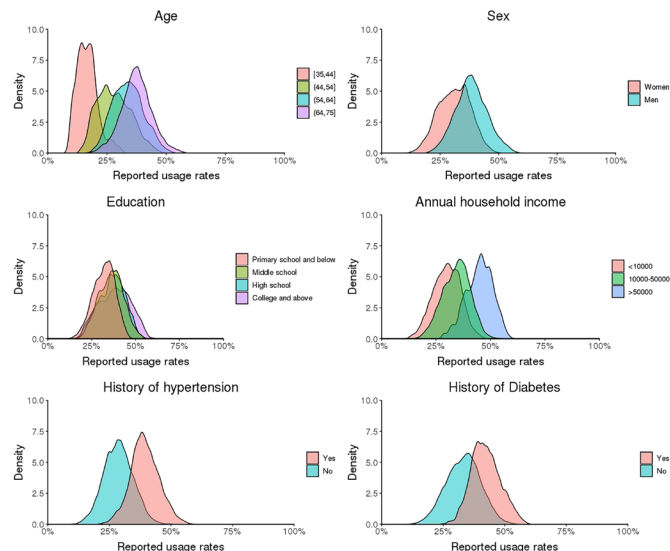 Age
10.0
7.5
5.0
2.5
0.0
Density
0% 25% 50% 75% 100%
Reported usage rates
[35,44]
(44,54]
(54,64]
(64,75]
Sex
10.0
7.5
5.0
2.5
0.0
Density
0% 25% 50% 75% 100%
Reported usage rates
Women
Men
Education
10.0
7.5
5.0
2.5
0.0
Density
0% 25% 50% 75% 100%
Reported usage rates
Primary school and below
Middle school
High school
College and above
Annual household income
10.0
7.5
5.0
2.5
0.0
Density
0% 25% 50% 75% 100%
Reported usage rates
<10000
10000-50000
>50000
History of hypertension
10.0
7.5
5.0
2.5
0.0
Density
0% 25% 50% 75% 100%
Reported usage rates
Yes
No
History of Diabetes
10.0
7.5
5.0
2.5
0.0
Density
0% 25% 50% 75% 100%
Reported usage rates
Yes
No